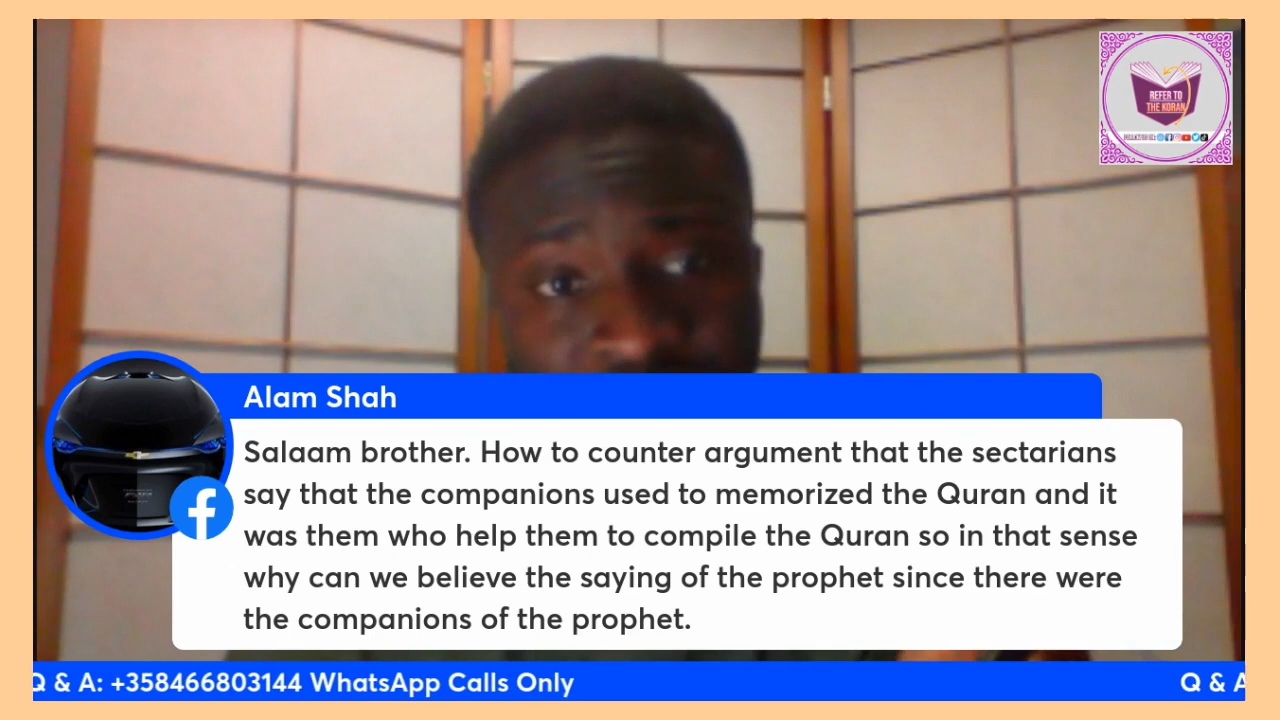 REFER TO
THE KORAN
Alam Shah
Salaam brother. How to counter argument that the sectarians
say that the companions used to memorized the Quran and it
was them who help them to compile the Quran so in that sense
why can we believe the saying of the prophet since there were
the companions of the prophet.
Q & A: +358466803144 WhatsApp Calls Only
Q & A